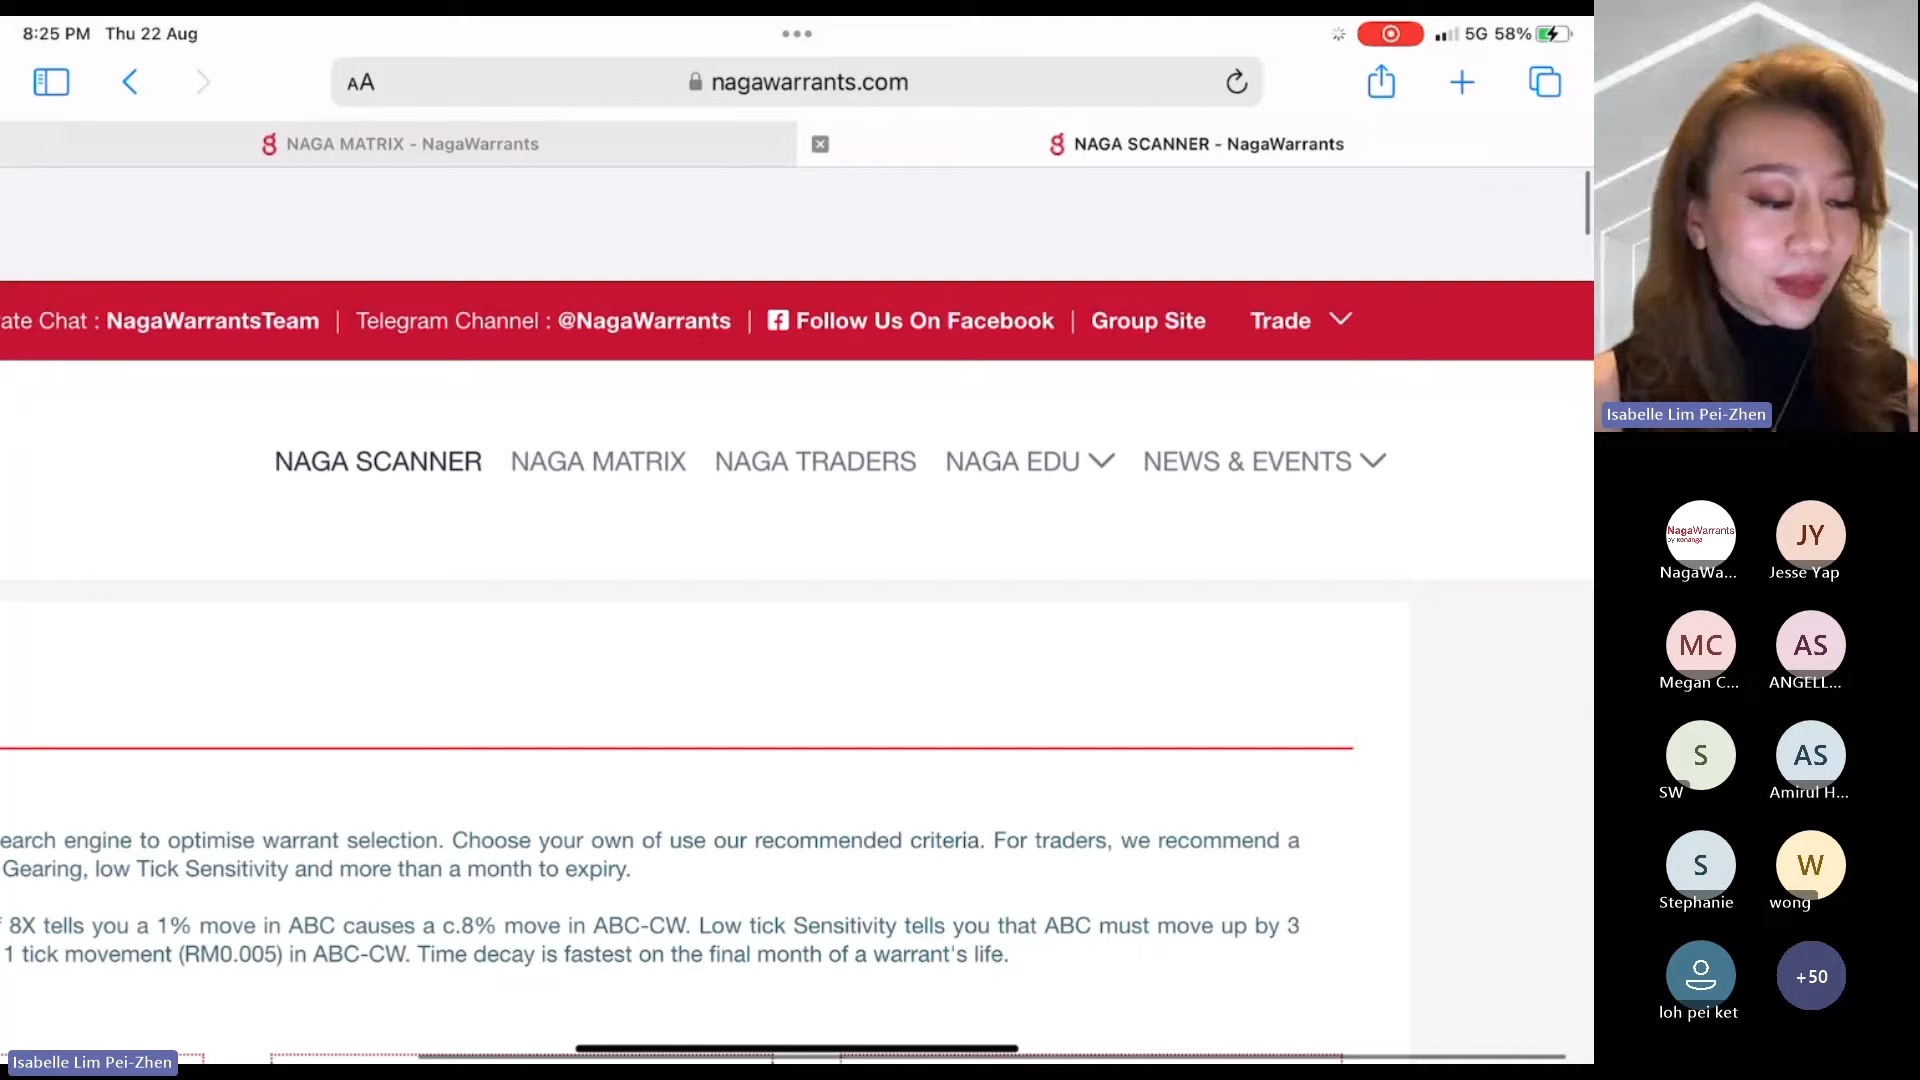 8:25 PM Thu 22 Aug
5G 58%
AA
nagawarrants.com
NAGA MATRIX - NagaWarrants
NAGA SCANNER - NagaWarrants
ate Chat : NagaWarrantsTeam | Telegram Channel : @NagaWarrants | Follow Us On Facebook | Group Site Trade
NAGA SCANNER NAGA MATRIX NAGA TRADERS NAGA EDU NEWS & EVENTS
earch engine to optimise warrant selection. Choose your own of use our recommended criteria. For traders, we recommend a
Gearing, low Tick Sensitivity and more than a month to expiry.
8X tells you a 1% move in ABC causes a c.8% move in ABC-CW. Low tick Sensitivity tells you that ABC must move up by 3
1 tick movement (RM0.005) in ABC-CW. Time decay is fastest on the final month of a warrant's life.
Isabelle Lim Pei-Zhen
Isabelle Lim Pei-Zhen
NagaWarrants
by kenanga
NagaWa...
JY
Jesse Yap
MC
Megan C...
AS
ANGELL...
S
SW
AS
Amirul H...
S
Stephanie
W
wong
loh pei ket
+50